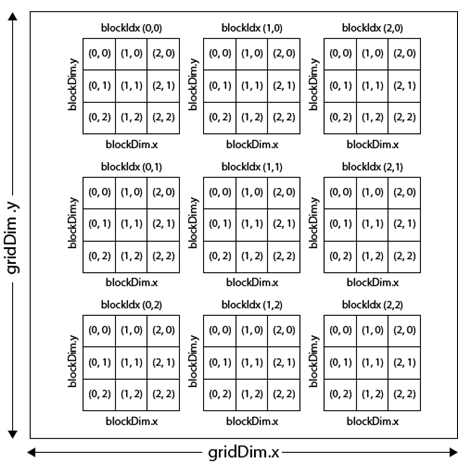 blockIdx (0,0) blockIdx (1,0) blockIdx (2,0)
blockDim.y (0, 0) (1, 0) (2, 0) blockDim.y (0, 0) (1, 0) (2, 0) blockDim.y (0, 0) (1, 0) (2, 0)
(0, 1) (1, 1) (2, 1) (0, 1) (1, 1) (2, 1) (0, 1) (1, 1) (2, 1)
(0, 2) (1, 2) (2, 2) (0, 2) (1, 2) (2, 2) (0, 2) (1, 2) (2, 2)
blockDim.x blockDim.x blockDim.x
blockIdx (0,1) blockIdx (1,1) blockIdx (2,1)
blockDim.y (0, 0) (1, 0) (2, 0) blockDim.y (0, 0) (1, 0) (2, 0) blockDim.y (0, 0) (1, 0) (2, 0)
(0, 1) (1, 1) (2, 1) (0, 1) (1, 1) (2, 1) (0, 1) (1, 1) (2, 1)
(0, 2) (1, 2) (2, 2) (0, 2) (1, 2) (2, 2) (0, 2) (1, 2) (2, 2)
blockDim.x blockDim.x blockDim.x
gridDim .y
blockIdx (0,2) blockIdx (1,2) blockIdx (2,2)
blockDim.y (0, 0) (1, 0) (2, 0) blockDim.y (0, 0) (1, 0) (2, 0) blockDim.y (0, 0) (1, 0) (2, 0)
(0, 1) (1, 1) (2, 1) (0, 1) (1, 1) (2, 1) (0, 1) (1, 1) (2, 1)
(0, 2) (1, 2) (2, 2) (0, 2) (1, 2) (2, 2) (0, 2) (1, 2) (2, 2)
blockDim.x blockDim.x blockDim.x
gridDim.x